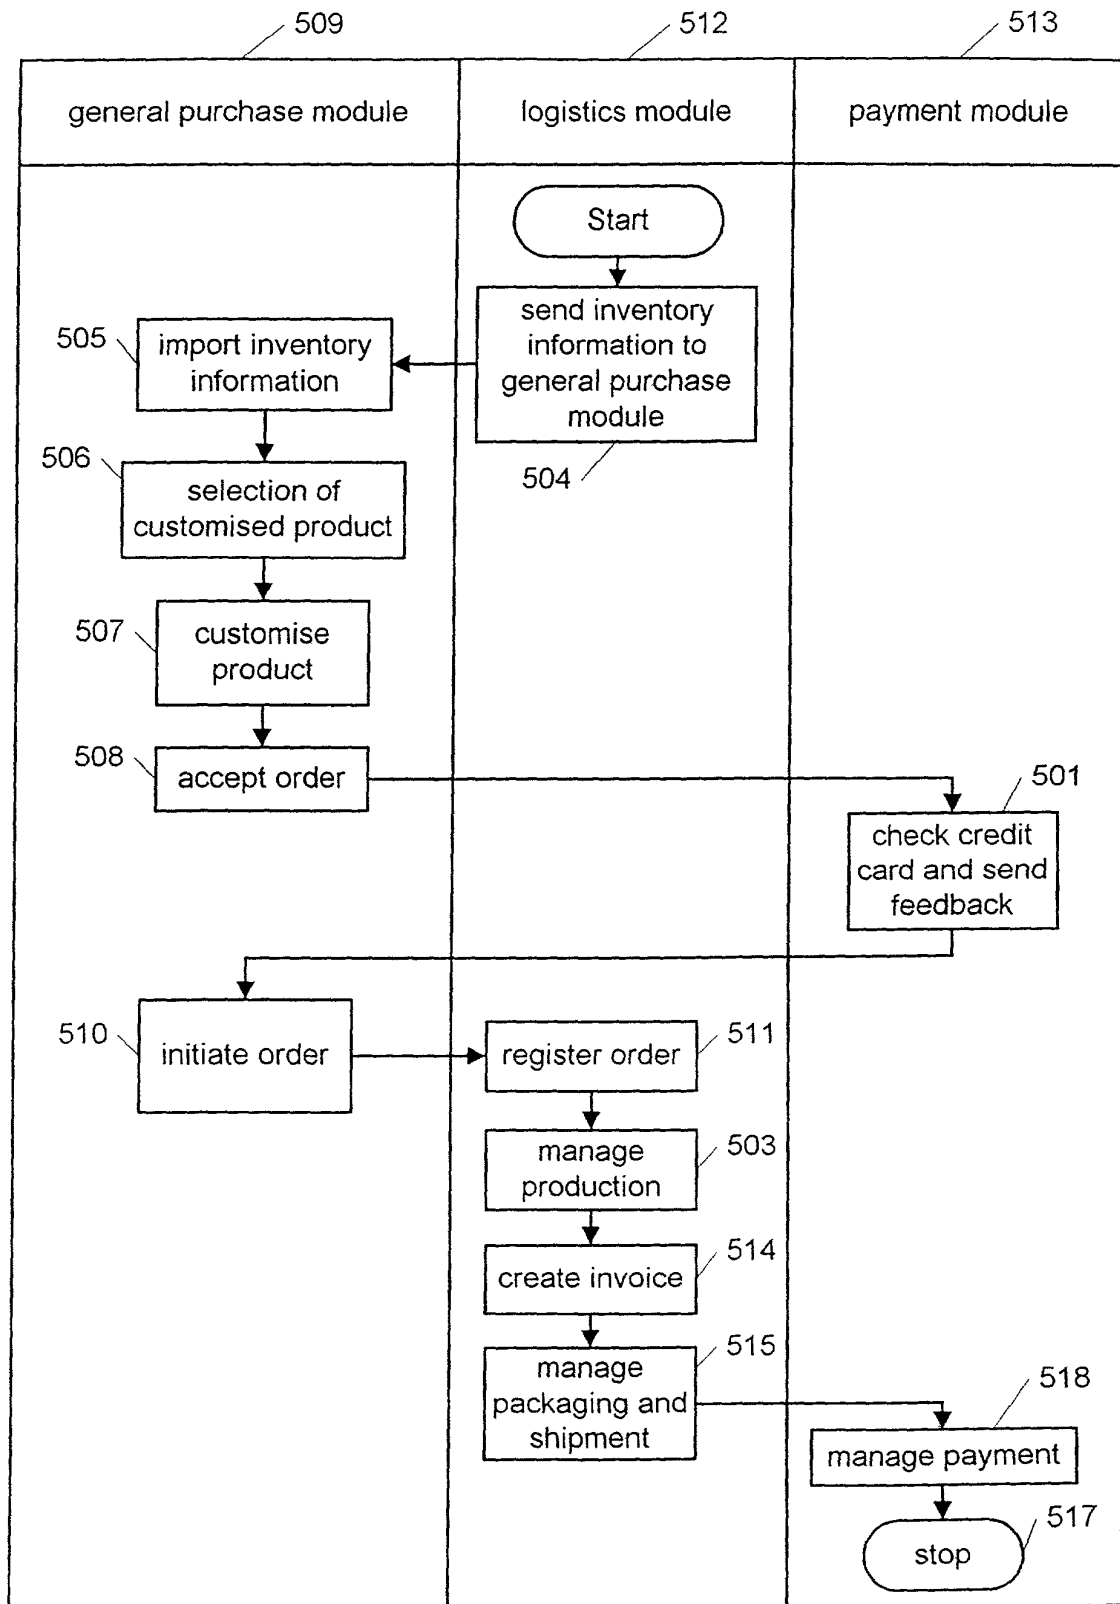 509
512
513
general purchase module
logistics module
payment module
Start
send inventory
information to
general purchase
module
504
505
import inventory
information
506
selection of
customised product
507
customise
product
508
accept order
501
check credit
card and send
feedback
510
initiate order
register order
511
manage
production
503
create invoice
514
manage
packaging and
shipment
515
518
manage payment
stop
517